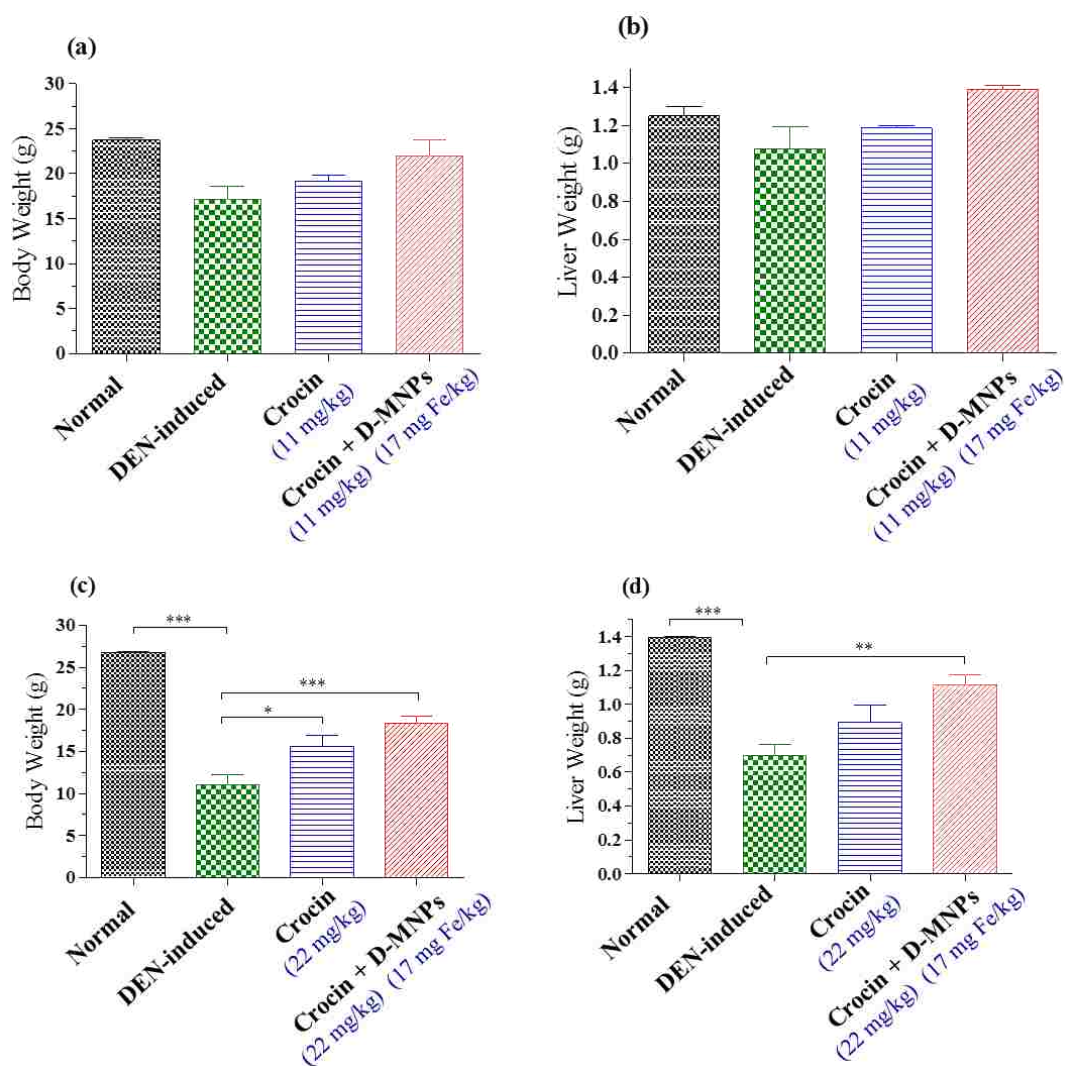 (a)
30
25
20
15
10
5
0
Body Weight (g)
Normal
DEN-induced
Crocin
(11 mg/kg)
Crocin + D-MNPs
(11 mg/kg) (17 mg Fe/kg)
(b)
1.4
1.2
1.0
0.8
0.6
0.4
0.2
0.0
Liver Weight (g)
Normal
DEN-induced
Crocin
(11 mg/kg)
Crocin + D-MNPs
(11 mg/kg) (17 mg Fe/kg)
(c)
30
25
20
15
10
5
0
Body Weight (g)
***
***
*
Normal
DEN-induced
Crocin
(22 mg/kg)
Crocin + D-MNPs
(22 mg/kg) (17 mg Fe/kg)
(d)
1.4
1.2
1.0
0.8
0.6
0.4
0.2
0.0
Liver Weight (g)
***
**
Normal
DEN-induced
Crocin
(22 mg/kg)
Crocin + D-MNPs
(22 mg/kg) (17 mg Fe/kg)